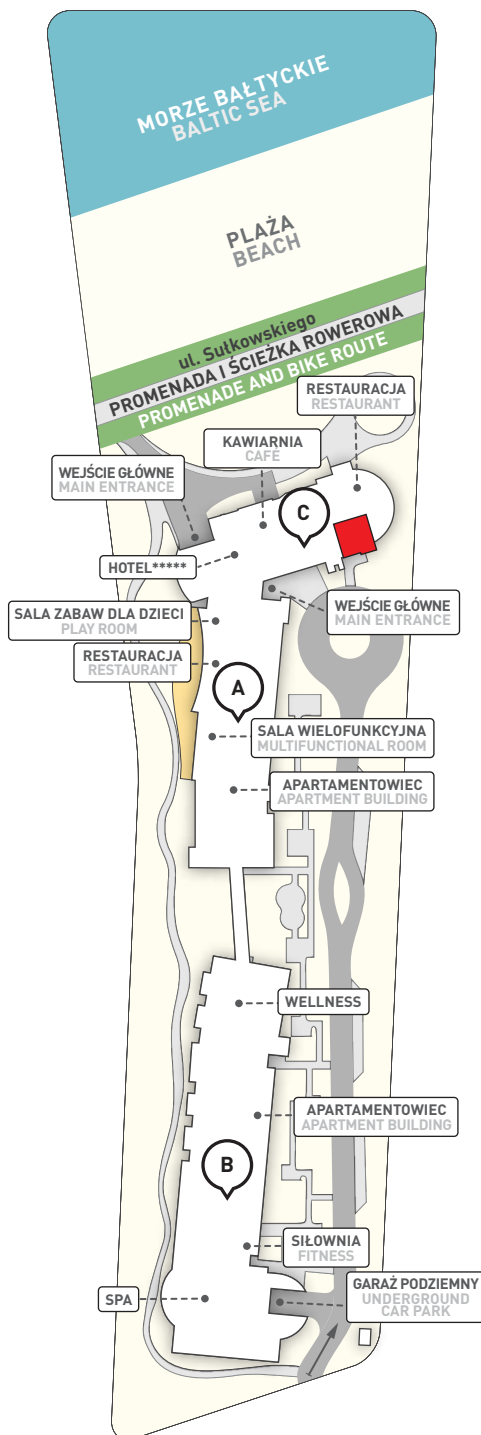 MORZE BAŁTYCKIE
BALTIC SEA
PLAŻA
BEACH
ul. Sułkowskiego
PROMENADA I ŚCIEŻKA ROWEROWA
PROMENADE AND BIKE ROUTE
RESTAURACJA
RESTAURANT
KAWIARNIA
CAFÉ
WEJŚCIE GŁÓWNE
MAIN ENTRANCE
C
HOTEL*****
WEJŚCIE GŁÓWNE
MAIN ENTRANCE
SALA ZABAW DLA DZIECI
PLAY ROOM
RESTAURACJA
RESTAURANT
A
SALA WIELOFUNKCYJNA
MULTIFUNCTIONAL ROOM
APARTAMENTOWIEC
APARTMENT BUILDING
WELLNESS
APARTAMENTOWIEC
APARTMENT BUILDING
B
SIŁOWNIA
FITNESS
GARAŻ PODZIEMNY
UNDERGROUND
CAR PARK
SPA